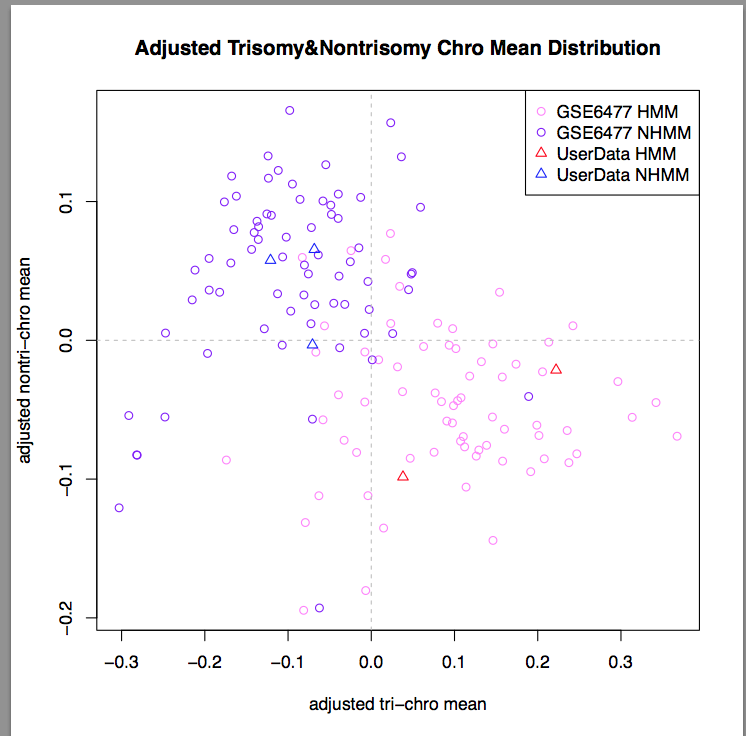 Adjusted Trisomy&Nontrisomy Chro Mean Distribution
GSE6477 HMM
GSE6477 NHMM
UserData HMM
UserData NHMM
0.1
0.0
−0.1
−0.2
adjusted nontri−chro mean
−0.3 −0.2 −0.1 0.0 0.1 0.2 0.3
adjusted tri−chro mean